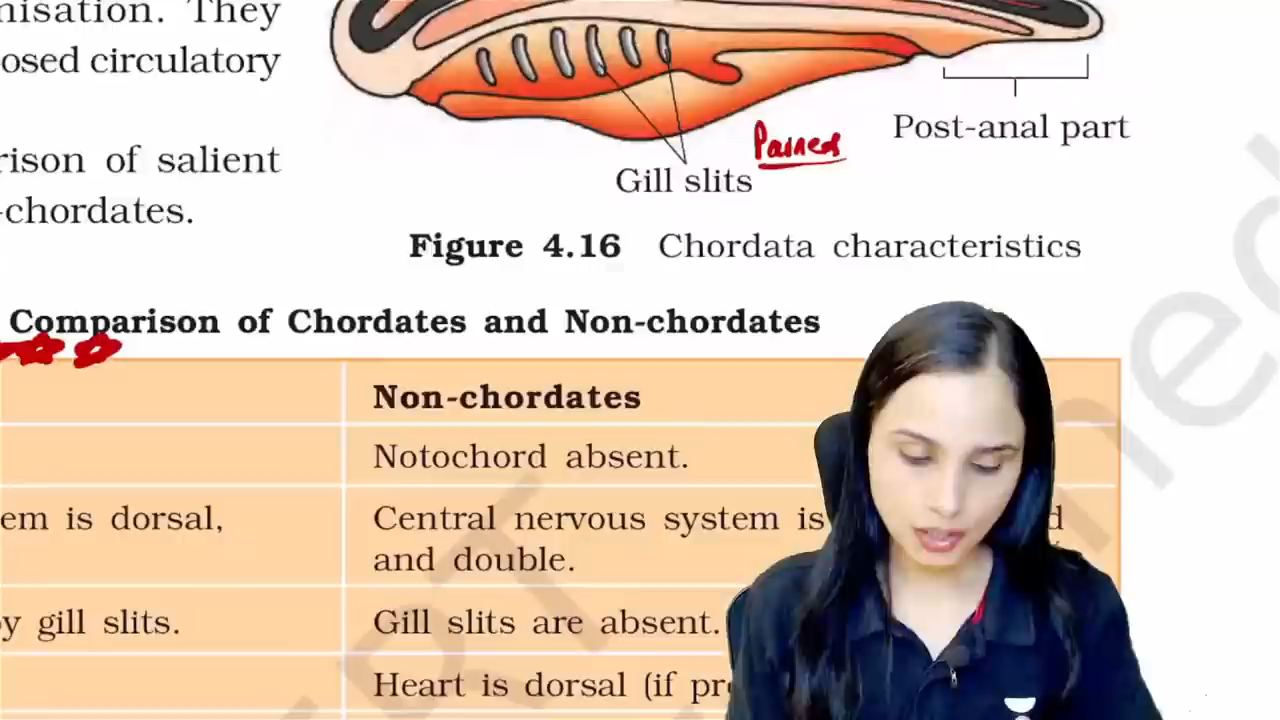 nisation. They
osed circulatory
Post-anal part
Paired
rison of salient
Gill slits
-chordates.
Figure 4.16 Chordata characteristics
Comparison of Chordates and Non-chordates
Non-chordates
Notochord absent.
em is dorsal,
Central nervous system is
and double.
y gill slits.
Gill slits are absent.
Heart is dorsal (if pr